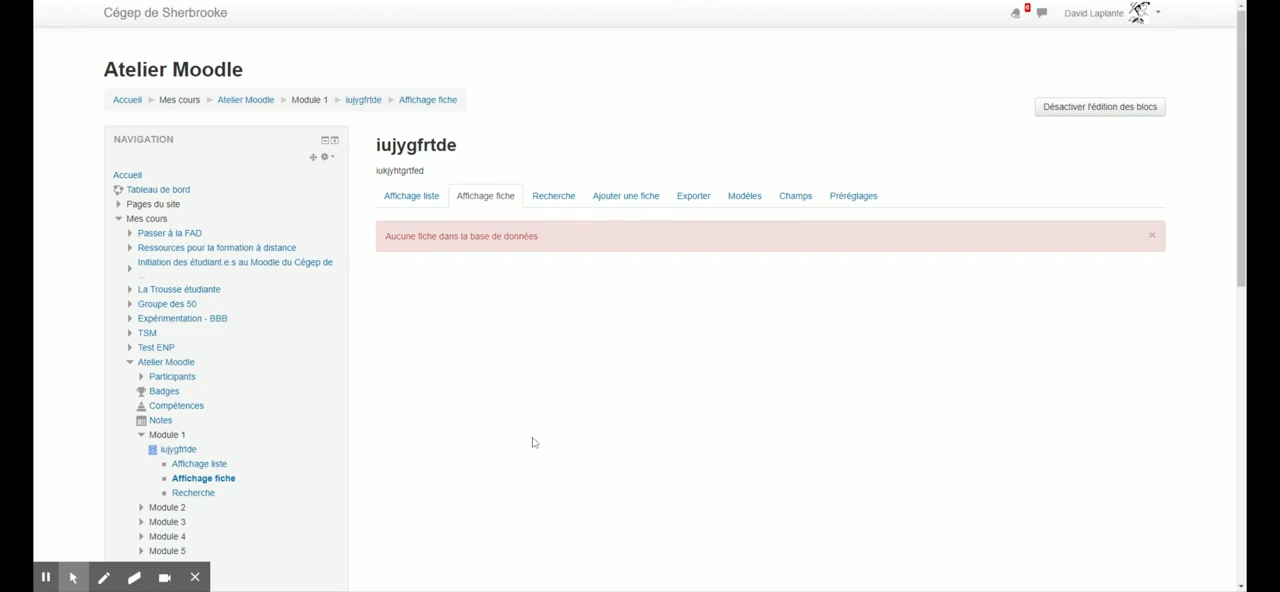 Cégep de Sherbrooke
6
David Laplante
Atelier Moodle
Accueil Mes cours Atelier Moodle Module 1 iujygfrtde Affichage fiche
Désactiver l'édition des blocs
NAVIGATION
Accueil
Tableau de bord
Pages du site
Mes cours
Passer à la FAD
Ressources pour la formation à distance
Initiation des étudiant.e.s au Moodle du Cégep de
...
La Trousse étudiante
Groupe des 50
Expérimentation - BBB
TSM
Test ENP
Atelier Moodle
Participants
Badges
Compétences
Notes
Module 1
iujygfrtde
Affichage liste
Affichage fiche
Recherche
Module 2
Module 3
Module 4
Module 5
iujygfrtde
iukjyhtgrtfed
Affichage liste Affichage fiche Recherche Ajouter une fiche Exporter Modèles Champs Préréglages
Aucune fiche dans la base de données